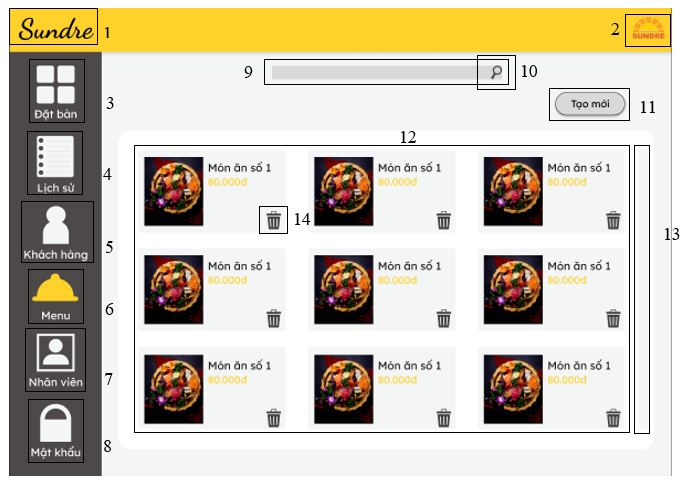 Sundre
1
2
SUNDRE
9
10
Đặt bàn
3
Tạo mới
11
12
Lịch sử
4
Món ăn số 1
80.000đ
Món ăn số 1
80.000đ
Món ăn số 1
80.000đ
14
13
Khách hàng
5
Món ăn số 1
80.000đ
Món ăn số 1
80.000đ
Món ăn số 1
80.000đ
Menu
6
Nhân viên
7
Món ăn số 1
80.000đ
Món ăn số 1
80.000đ
Món ăn số 1
80.000đ
Mật khẩu
8